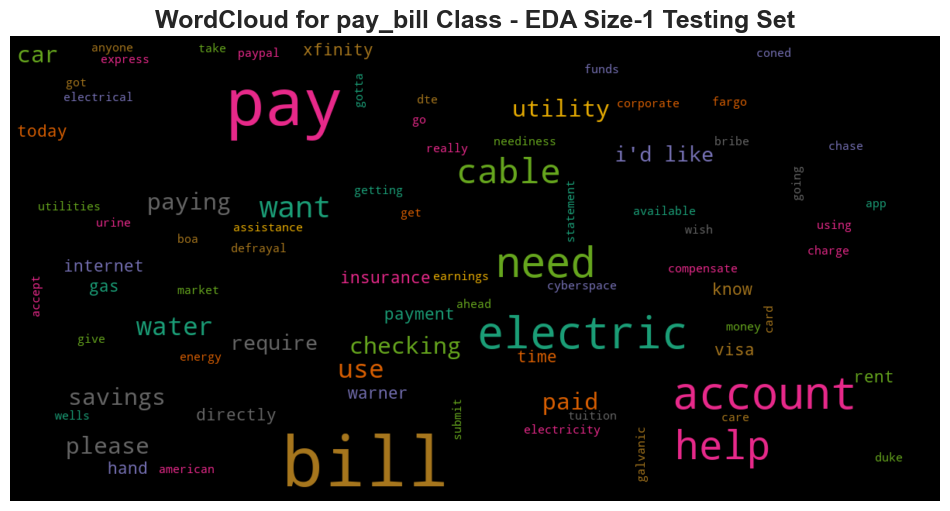 WordCloud for pay_bill Class - EDA Size-1 Testing Set
car
anyone
express
take
paypal
xfinity
coned
funds
got
electrical
gotta
dte
go
pay
utility
corporate
fargo
today
really
neediness
i'd like
bribe
chase
cable
going
utilities
urine
paying
want
getting
get
statement
available
wish
app
using
assistance
boa
defrayal
charge
internet
gas
accept
market
insurance
earnings
need
cyberspace
compensate
know
water
payment
ahead
electric
money
card
give
energy
require
checking
time
visa
use
savings
wells
directly
warner
submit
paid
tuition
electricity
account
care
rent
please
hand
american
bill
galvanic
help
duke